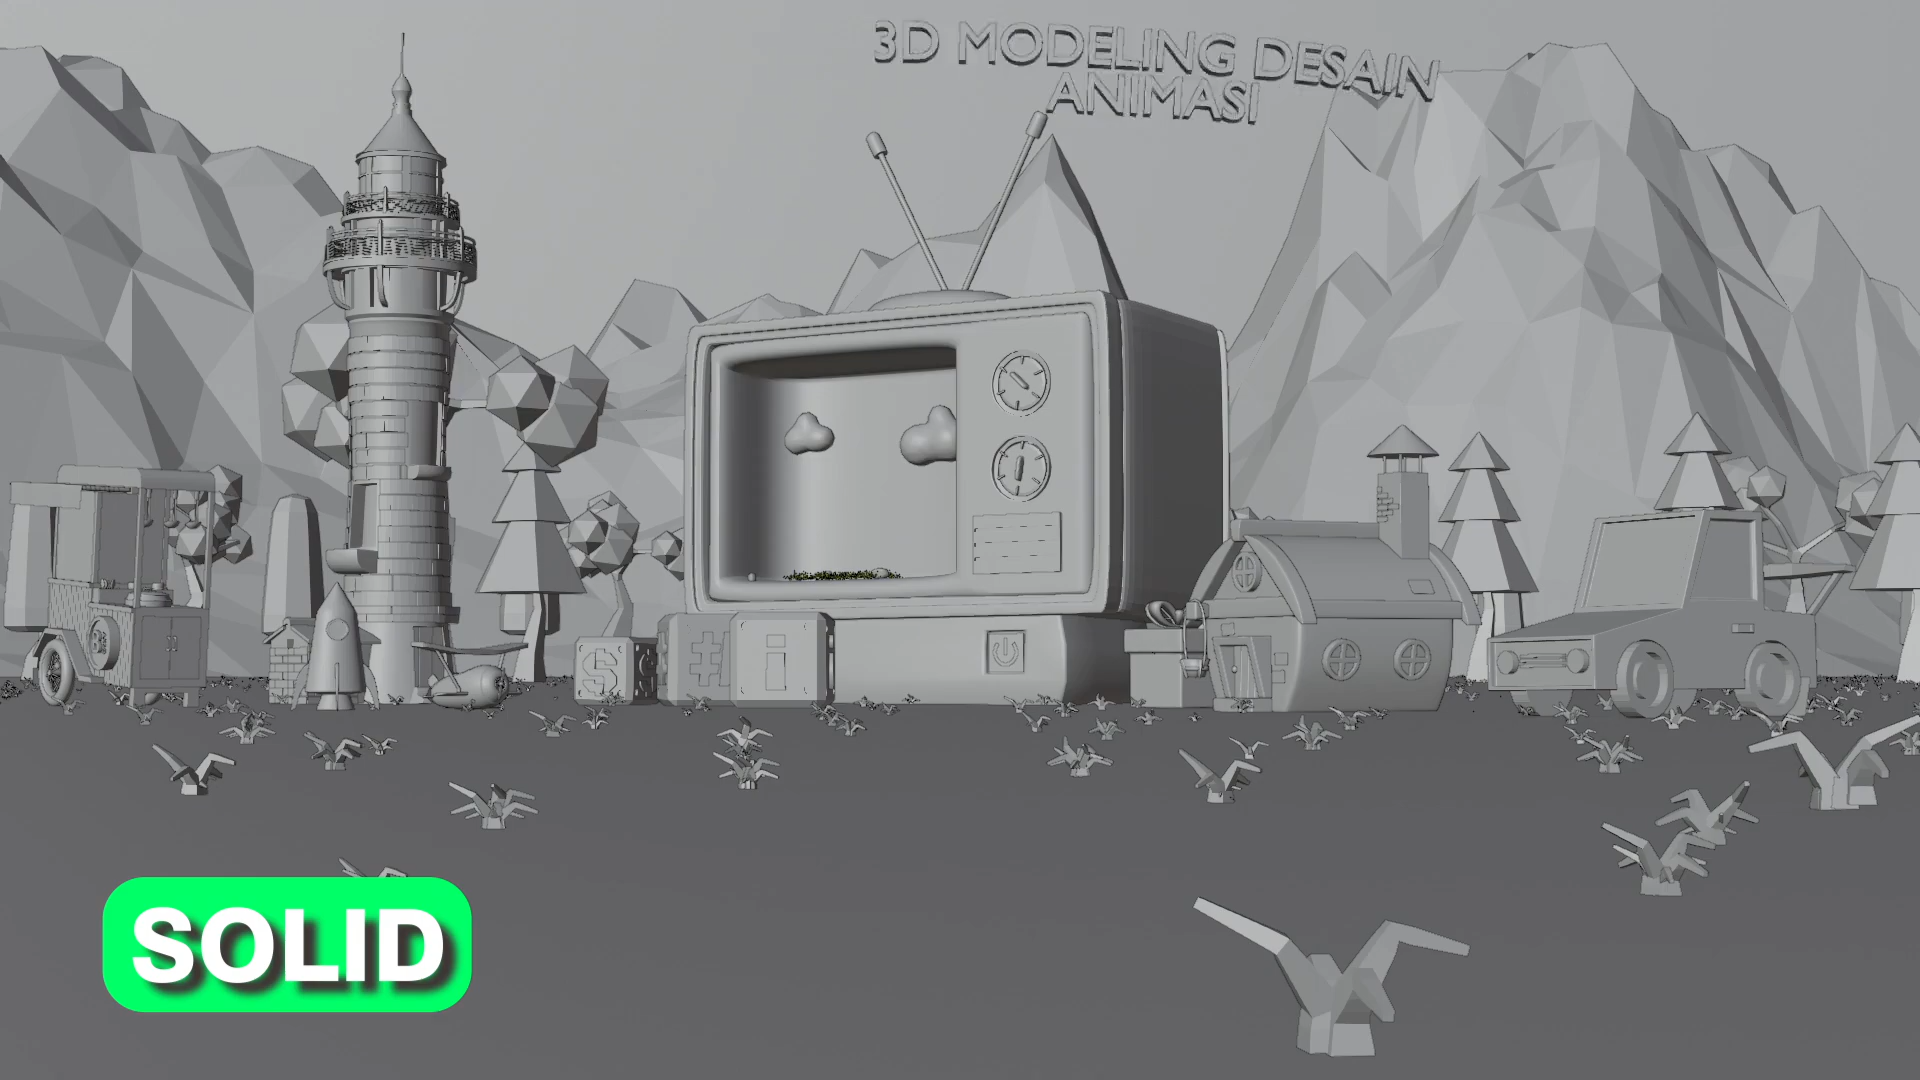 3D MODELING DESAIN
ANIMASI
$
#
i
SOLID